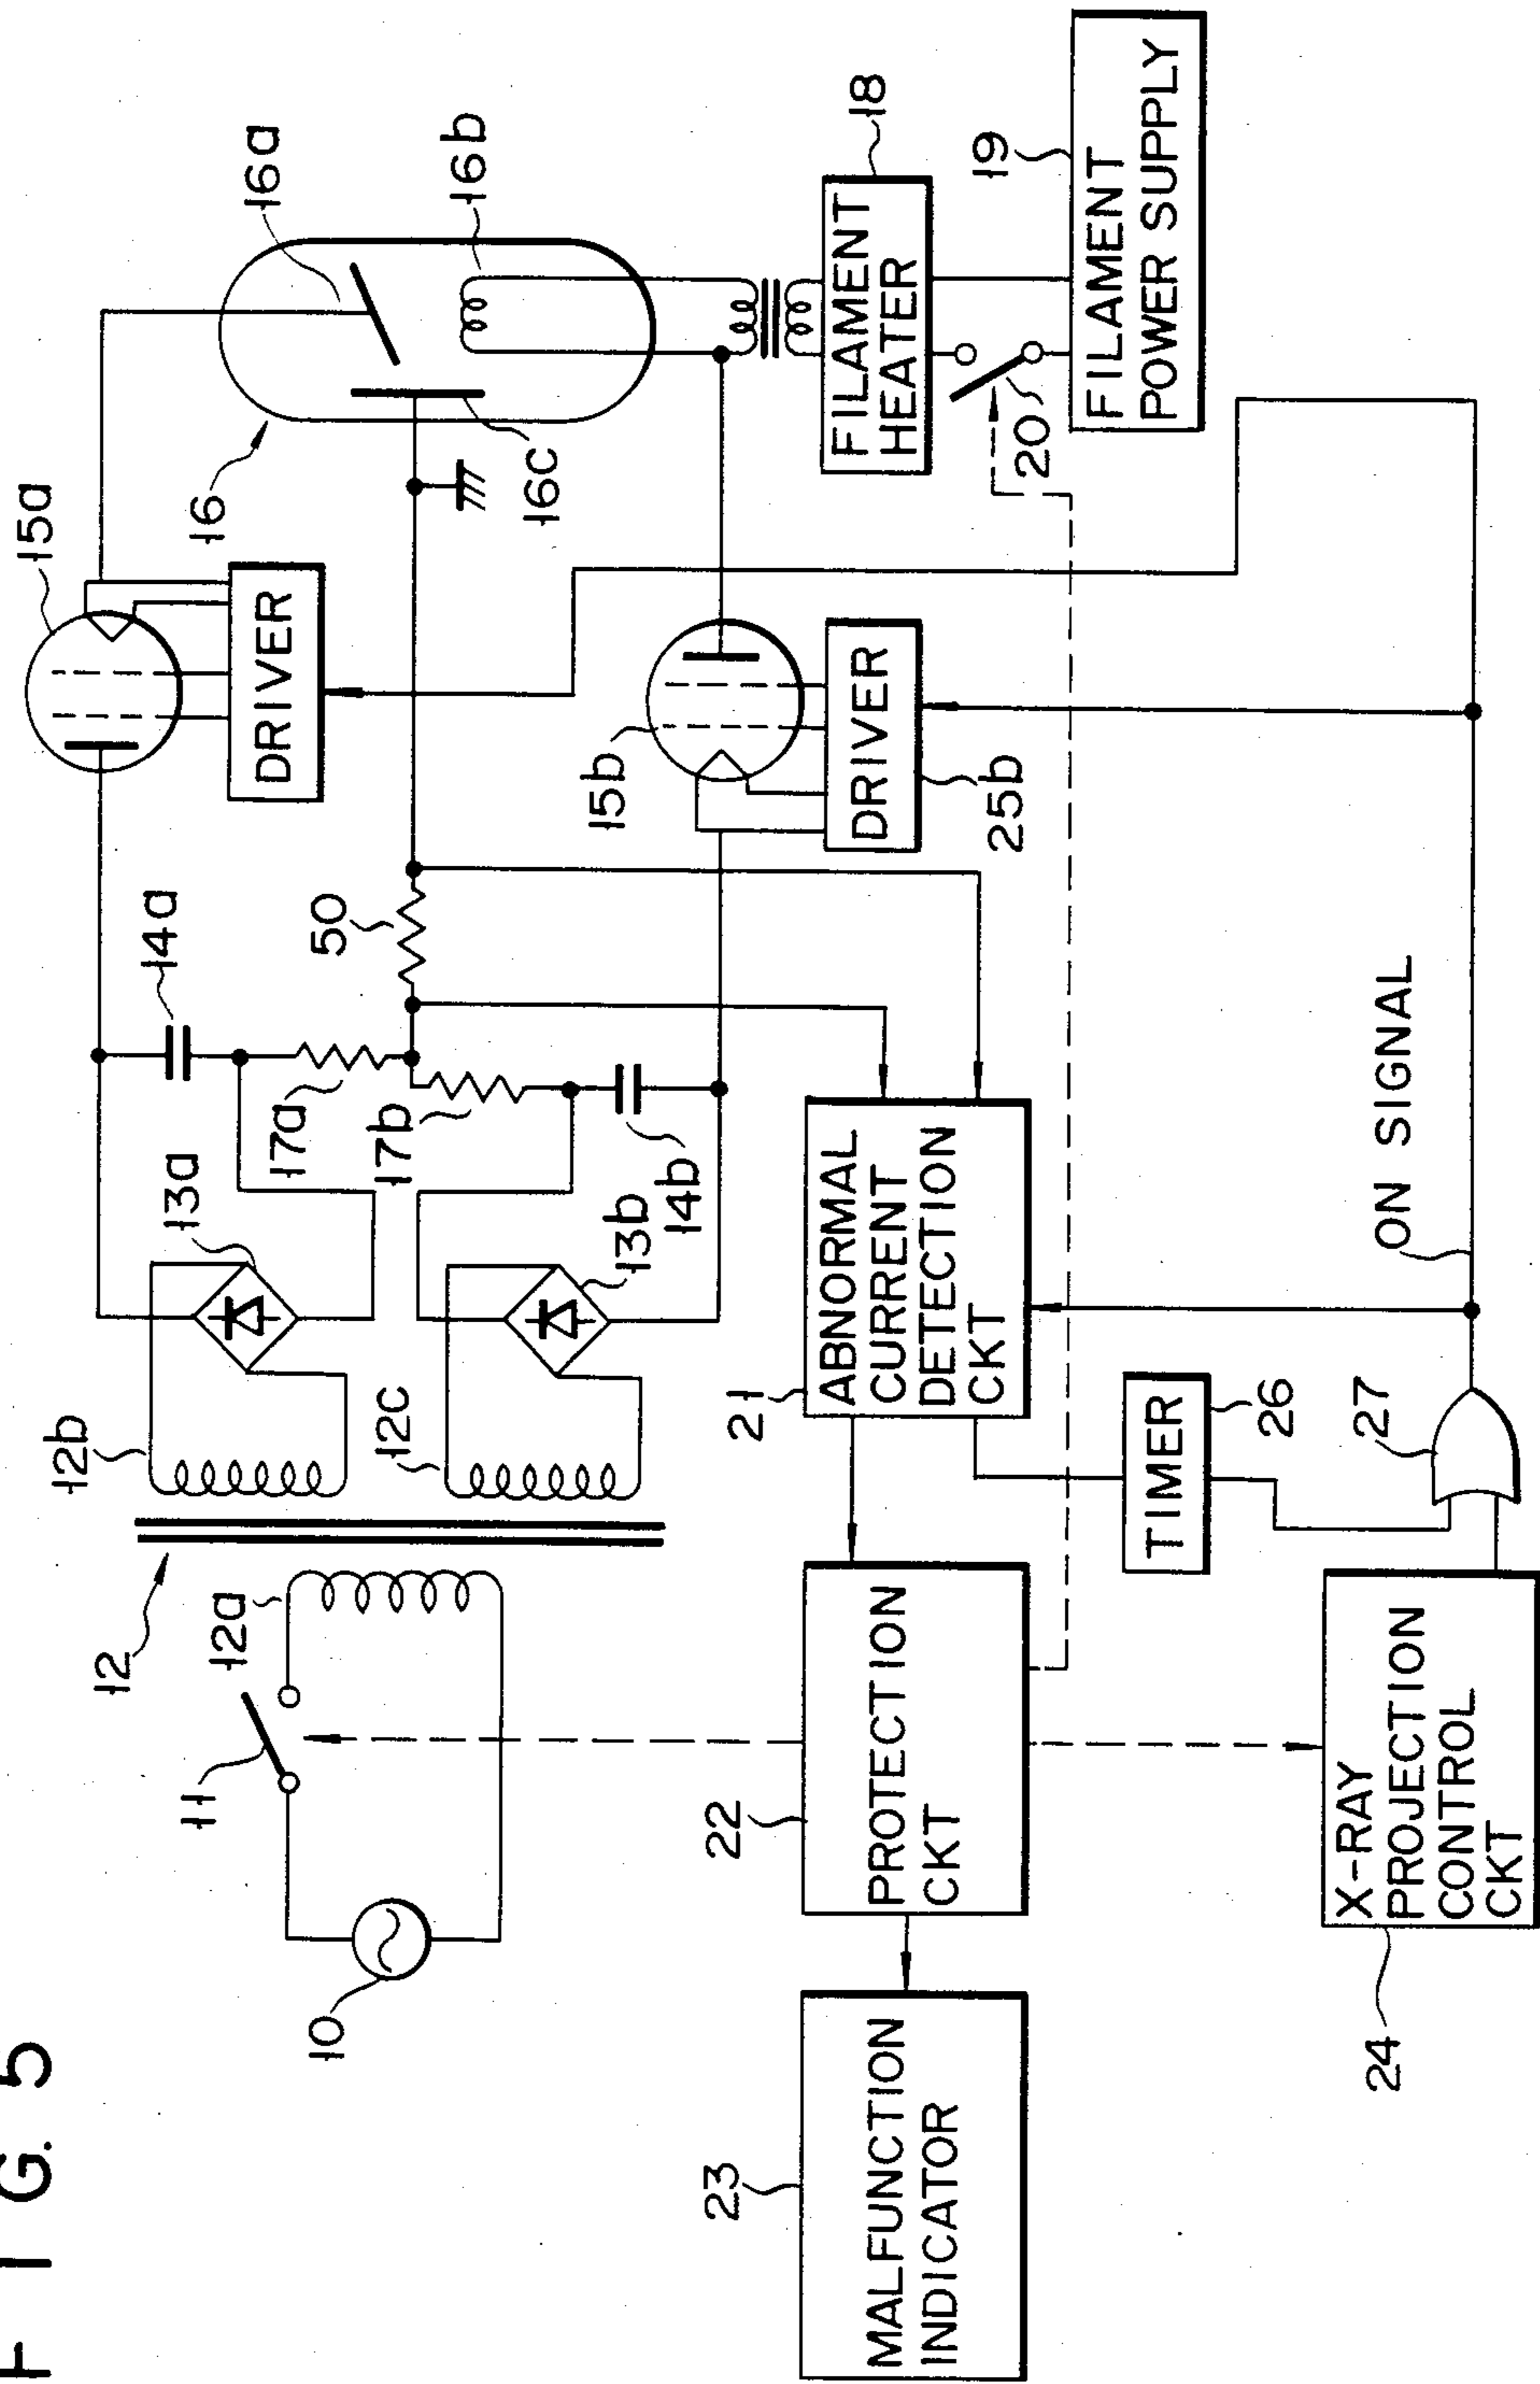 F I G. 5
10
11
12
12a
12b
12c
13a
13b
14a
14b
17a
17b
50
15a
15b
DRIVER
DRIVER
25b
16
16a
16b
16c
FILAMENT
HEATER
18
19
20
FILAMENT
POWER SUPPLY
21
ABNORMAL
CURRENT
DETECTION
CKT
22
PROTECTION
CKT
23
MALFUNCTION
INDICATOR
24
X-RAY
PROJECTION
CONTROL
CKT
TIMER
26
27
ON SIGNAL